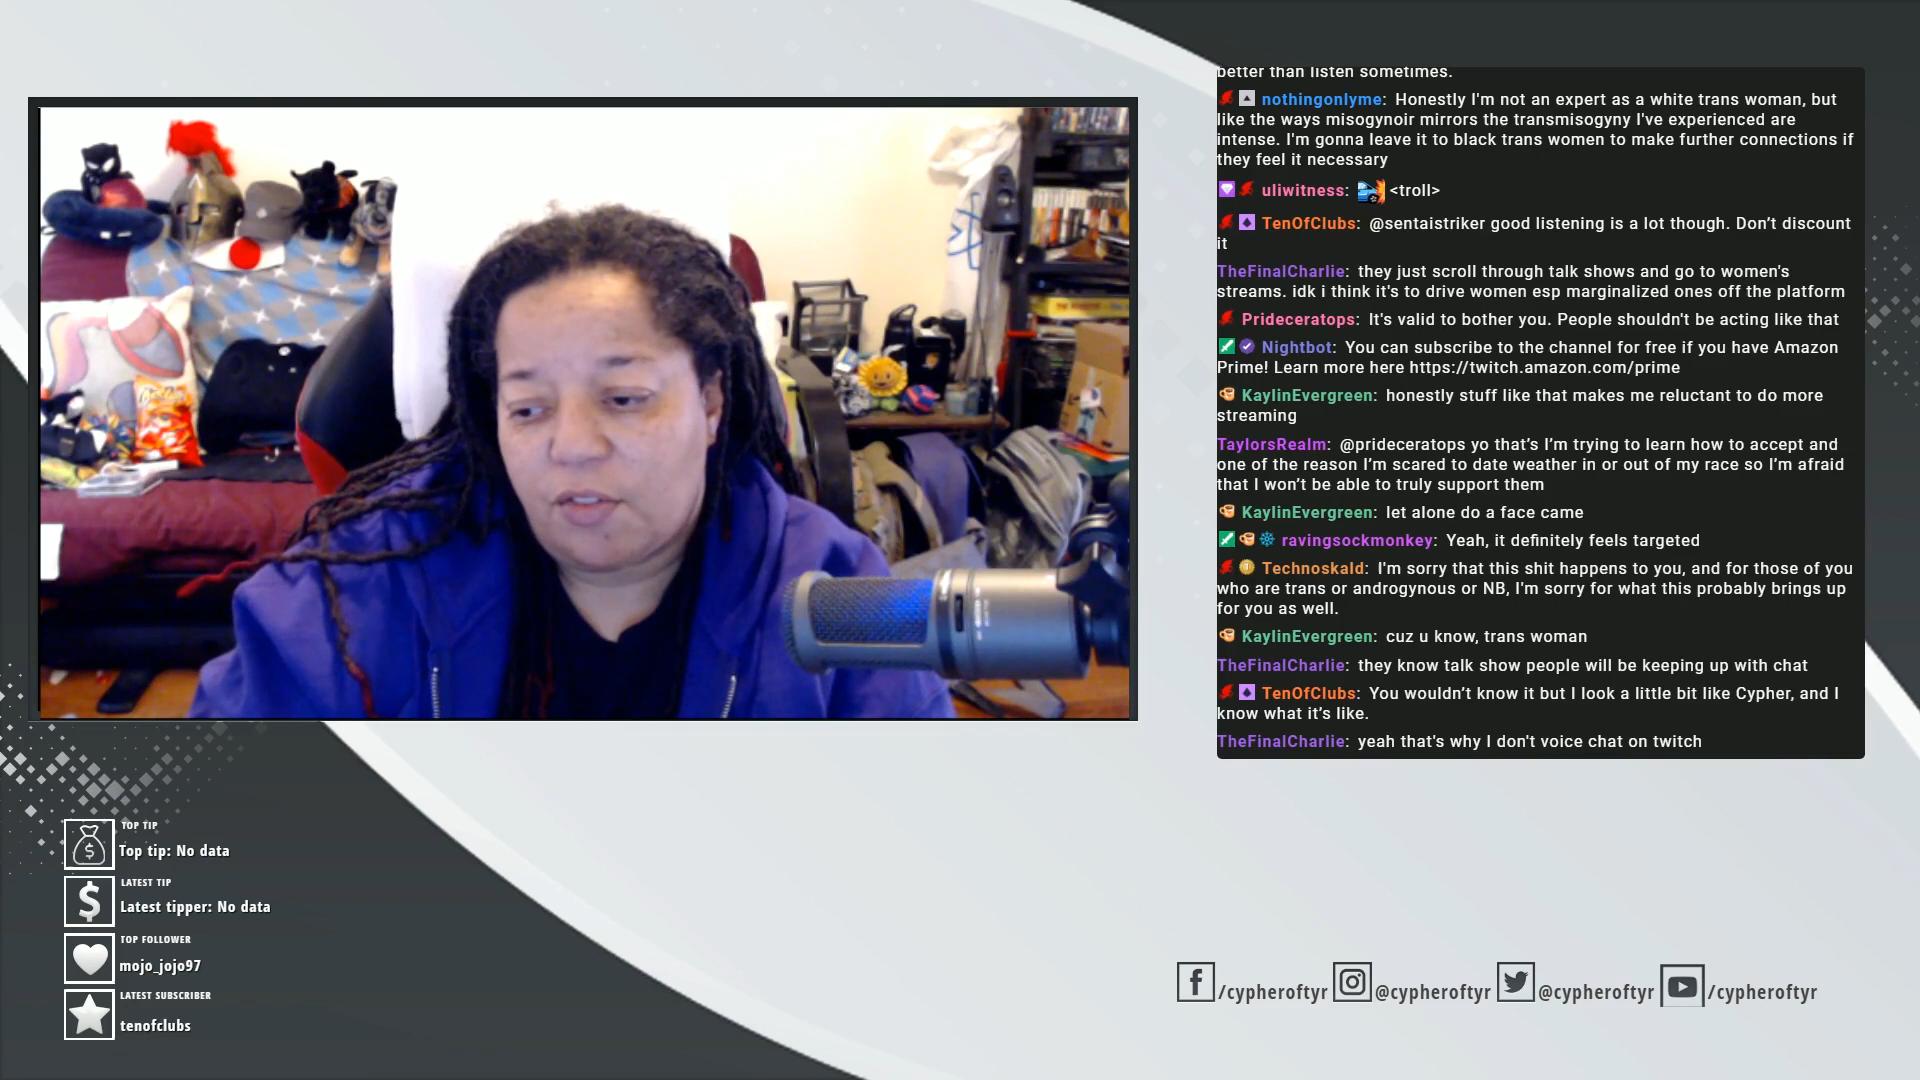 better than listen sometimes.
nothingonlyme: Honestly I'm not an expert as a white trans woman, but
like the ways misogynoir mirrors the transmisogyny I've experienced are
intense. I'm gonna leave it to black trans women to make further connections if
they feel it necessary
uliwitness: <troll>
TenOfClubs: @sentaistriker good listening is a lot though. Don’t discount
it
TheFinalCharlie: they just scroll through talk shows and go to women's
streams. idk i think it's to drive women esp marginalized ones off the platform
Prideceratops: It's valid to bother you. People shouldn't be acting like that
Nightbot: You can subscribe to the channel for free if you have Amazon
Prime! Learn more here https://twitch.amazon.com/prime
KaylinEvergreen: honestly stuff like that makes me reluctant to do more
streaming
TaylorsRealm: @prideceratops yo that’s I’m trying to learn how to accept and
one of the reason I’m scared to date weather in or out of my race so I’m afraid
that I won’t be able to truly support them
KaylinEvergreen: let alone do a face came
ravingsockmonkey: Yeah, it definitely feels targeted
Technoskald: I'm sorry that this shit happens to you, and for those of you
who are trans or androgynous or NB, I'm sorry for what this probably brings up
for you as well.
KaylinEvergreen: cuz u know, trans woman
TheFinalCharlie: they know talk show people will be keeping up with chat
TenOfClubs: You wouldn’t know it but I look a little bit like Cypher, and I
know what it’s like.
TheFinalCharlie: yeah that's why I don't voice chat on twitch
TOP TIP
Top tip: No data
LATEST TIP
Latest tipper: No data
TOP FOLLOWER
mojo_jojo97
LATEST SUBSCRIBER
tenofclubs
/cypheroftyr @cypheroftyr @cypheroftyr /cypheroftyr